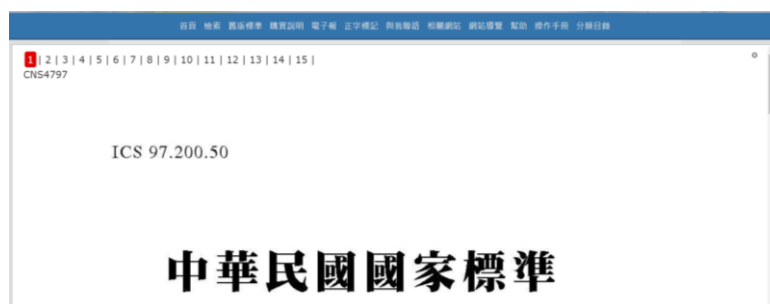 首頁 檢索 舊版標準 購買說明 電子報 正字標記 與我聯絡 相關網站 網站導覽 幫助 操作手冊 分類目錄
1 | 2 | 3 | 4 | 5 | 6 | 7 | 8 | 9 | 10 | 11 | 12 | 13 | 14 | 15 |
CNS4797
ICS 97.200.50
中華民國國家標準